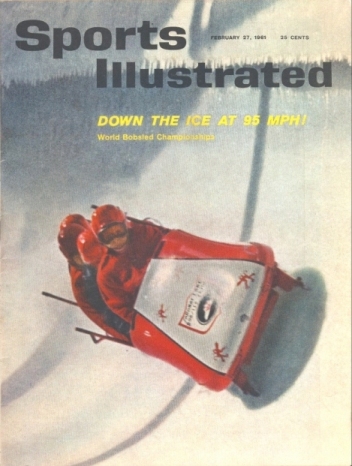 Sports
FEBRUARY 27, 1961 25 CENTS
Illustrated
DOWN THE ICE AT 95 MPH!
World Bobsled Championships